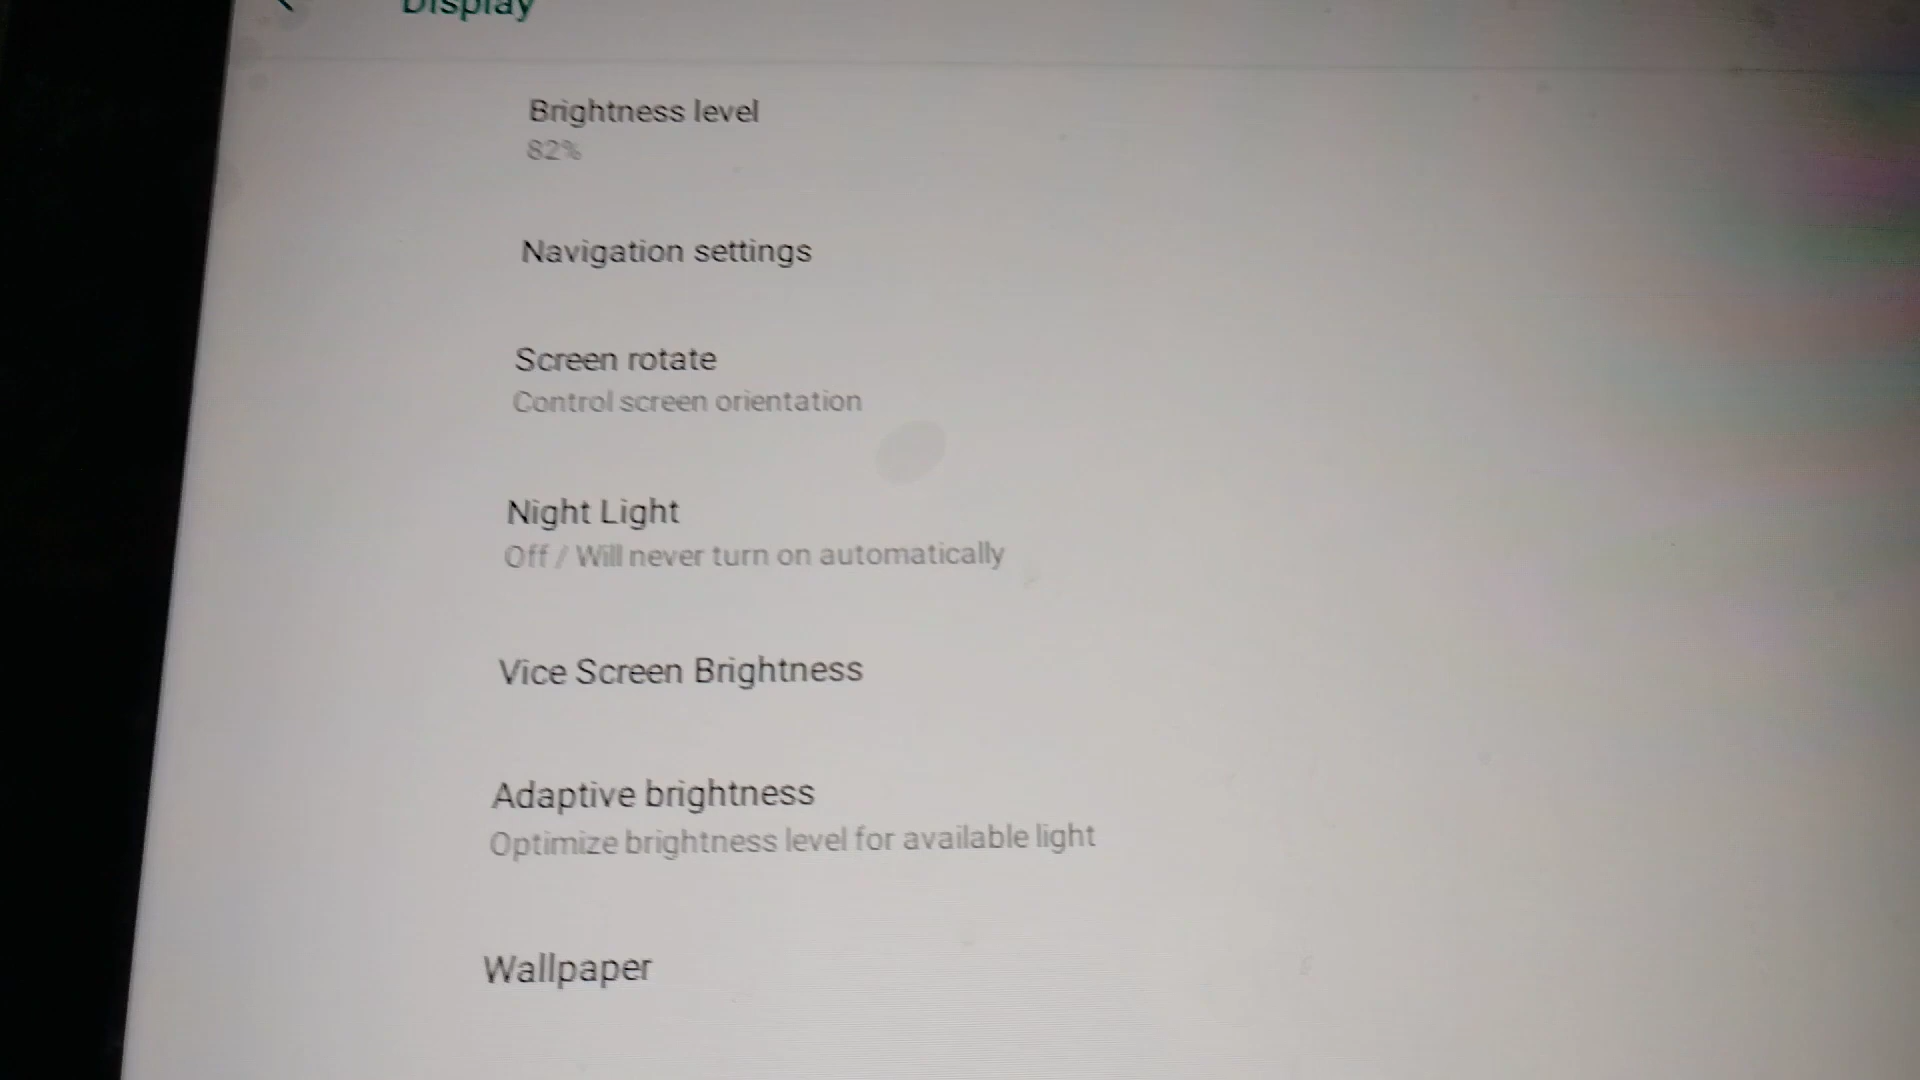 Display
Brightness level
82%
Navigation settings
Screen rotate
Control screen orientation
Night Light
Off / Will never turn on automatically
Vice Screen Brightness
Adaptive brightness
Optimize brightness level for available light
Wallpaper